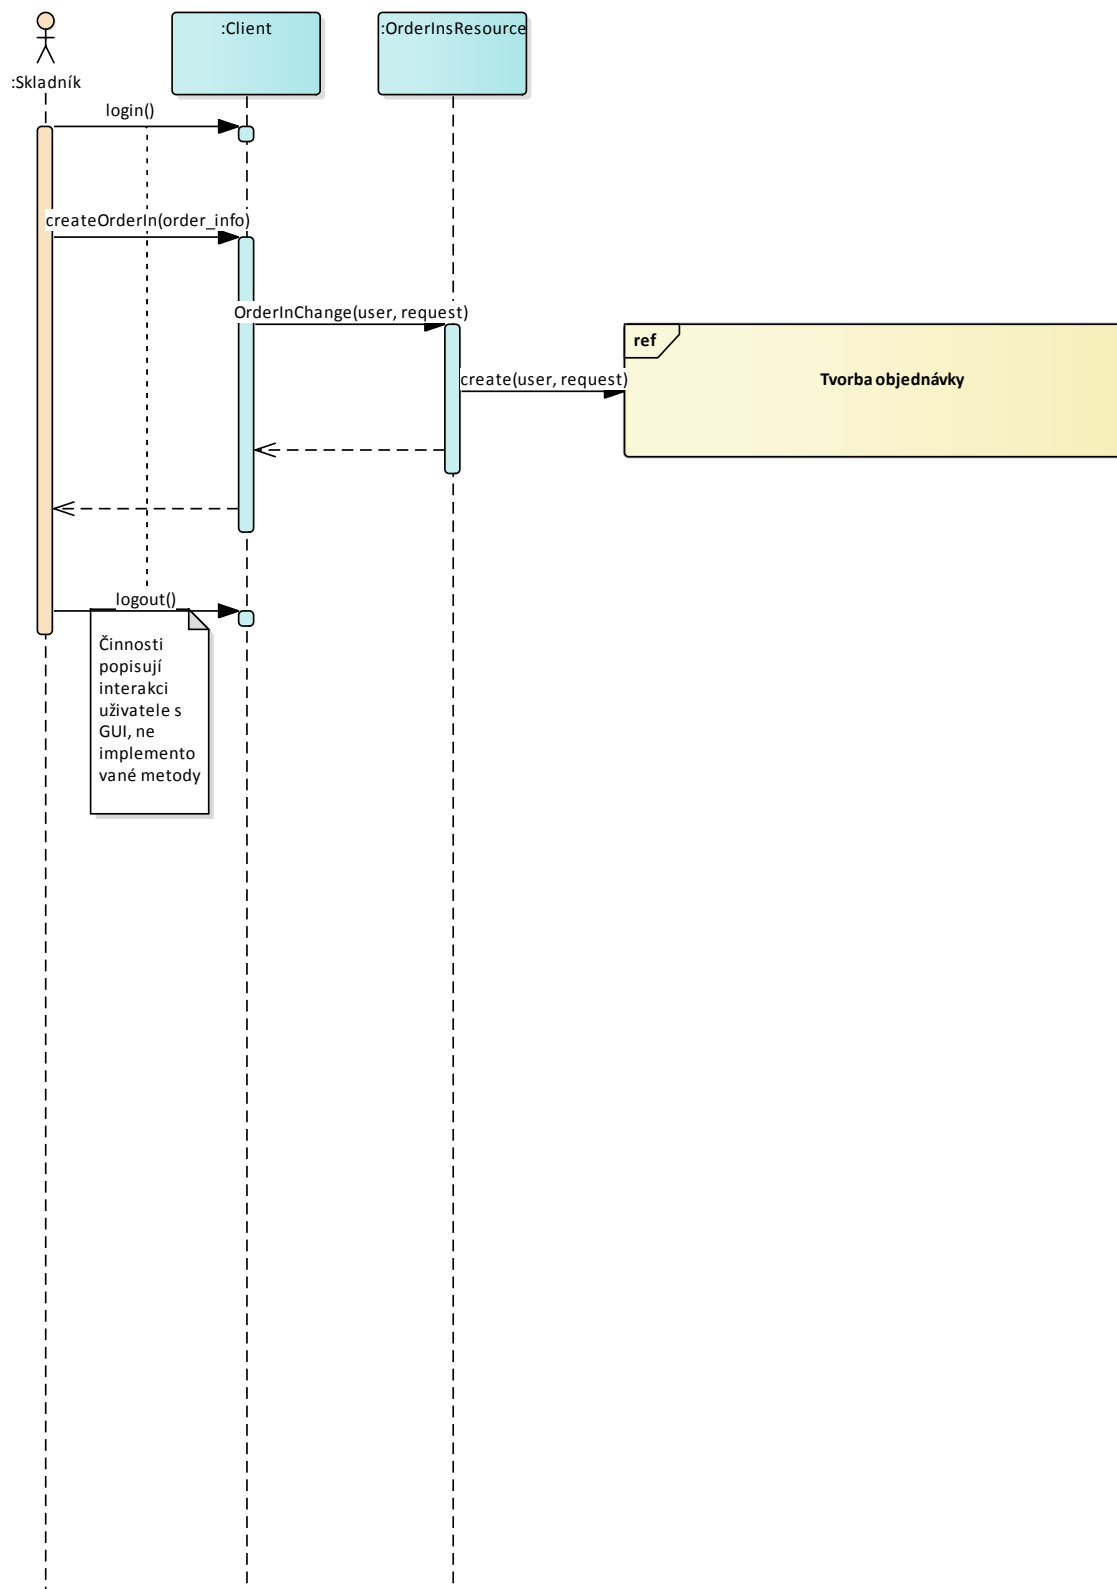 :Skladník
:Client
:OrderInsResource
login()
createOrderIn(order_info)
OrderInChange(user, request)
ref
create(user, request)
Tvorba objednávky
logout()
Činnosti
popisují
interakci
uživatele s
GUI, ne
implemento
vané metody